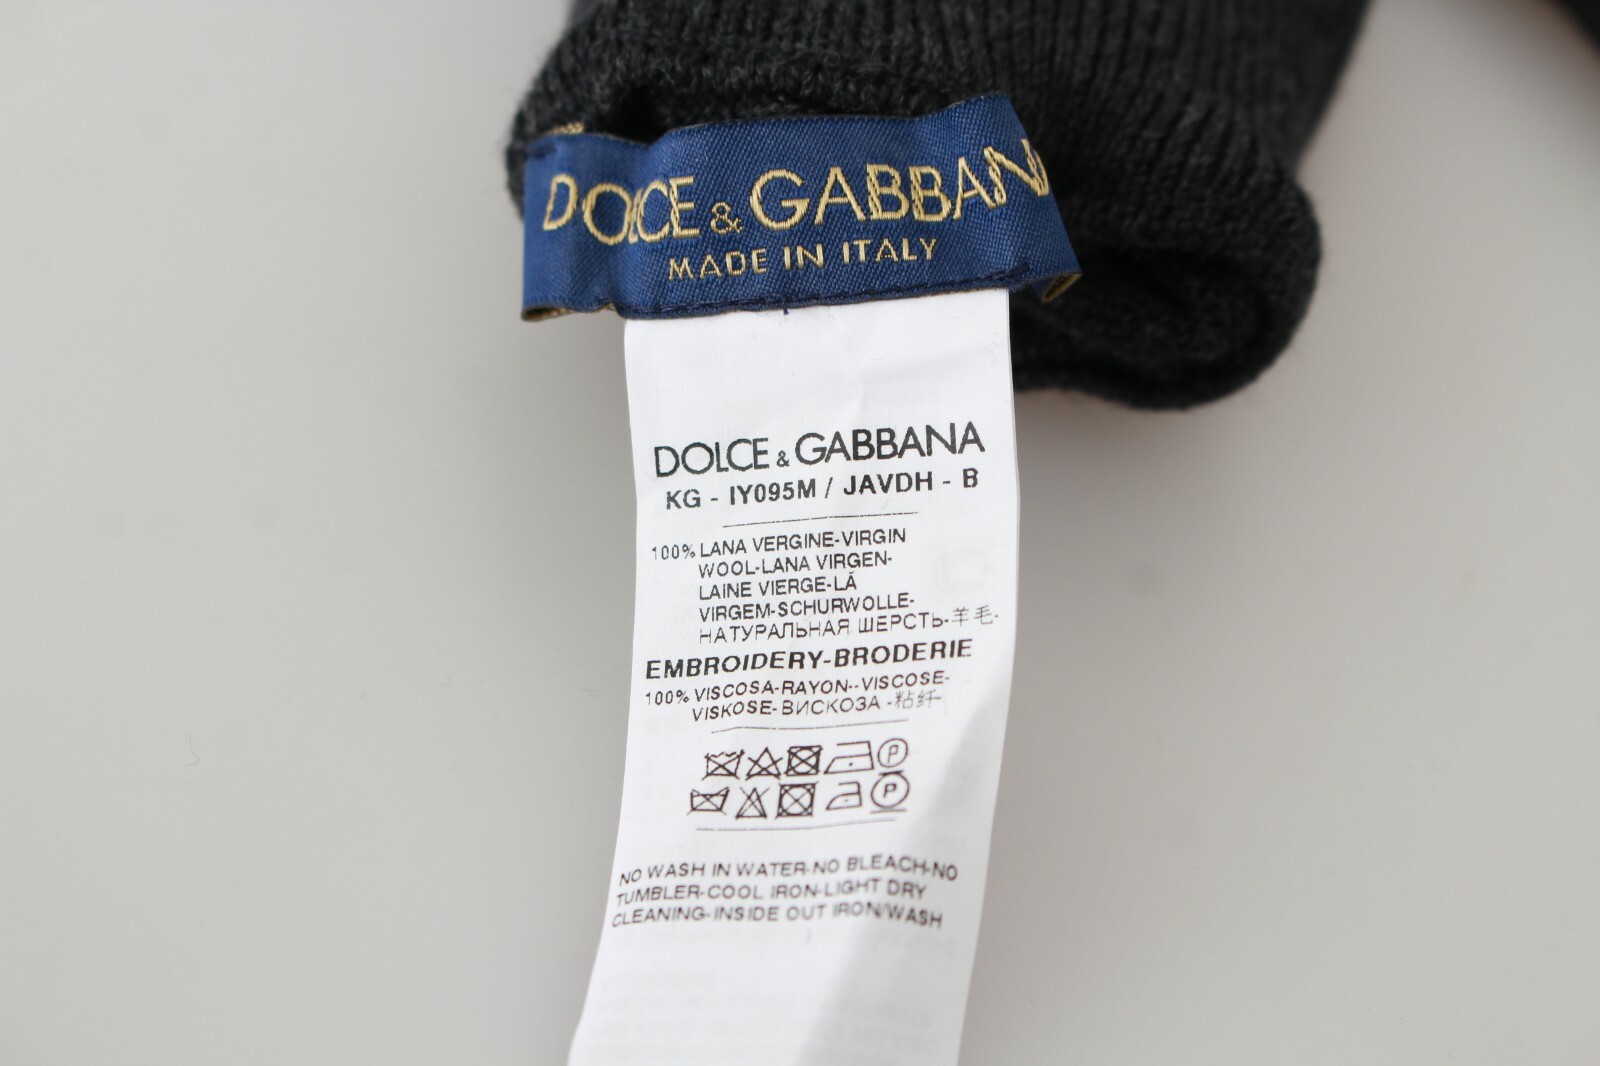 DOLCE & GABBAN
MADE IN ITALY
DOLCE & GABBANA
KG - IY095M / JAVDH - B
100% LANA VERGINE-VIRGIN
WOOL-LANA VIRGEN-
LAINE VIERGE-LÃ
VIRGEM-SCHURWOLLE-
НАТУРАЛЬНАЯ ШЕРСТЬ-羊毛-
EMBROIDERY-BRODERIE
100% VISCOSA-RAYON--VISCOSE-
VISKOSE-ВИСКОЗА -粘纤
P
P
NO WASH IN WATER-NO BLEACH-NO
TUMBLER-COOL IRON-LIGHT DRY
CLEANING-INSIDE OUT IRON/WASH